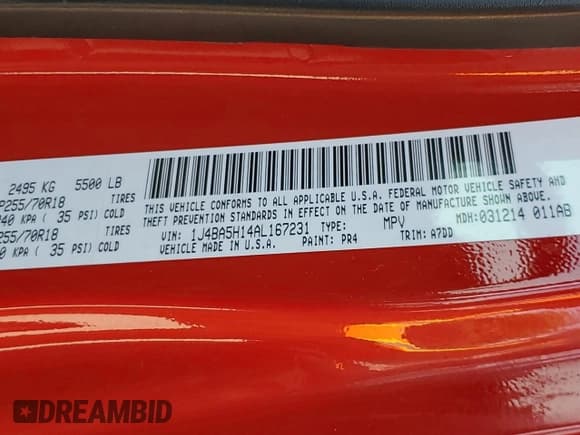 2495 KG 5500 LB
P255/70R18 TIRES
240 KPA ( 35 PSI) COLD
255/70R18 TIRES
0 KPA ( 35 PSI) COLD
THIS VEHICLE CONFORMS TO ALL APPLICABLE U.S.A. FEDERAL MOTOR VEHICLE SAFETY AND
THEFT PREVENTION STANDARDS IN EFFECT ON THE DATE OF MANUFACTURE SHOWN ABOVE.
VIN: 1J4BA5H14AL167231 TYPE: MPV MDH:031214 011AB
VEHICLE MADE IN U.S.A. PAINT: PR4 TRIM: A7DD
DREAMBID